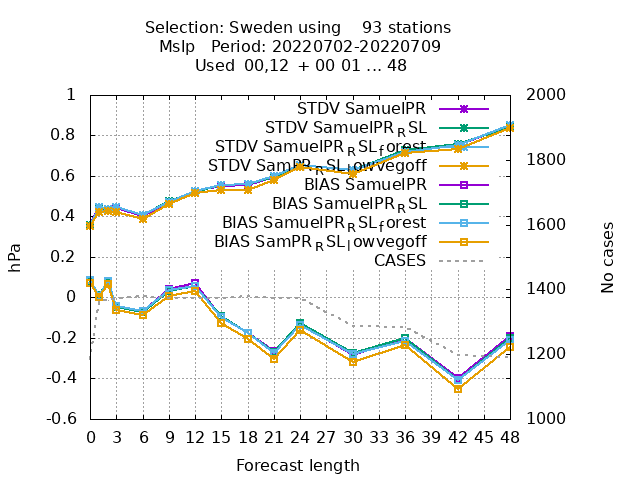 Selection: Sweden using 93 stations
Mslp Period: 20220702-20220709
Used 00,12 + 00 01 ... 48
1
0.8
0.6
0.4
0.2
0
-0.2
-0.4
-0.6
hPa
STDV SamuelPR
STDV SamuelPR_RSL
STDV SamuelPR_RSL_forest
STDV SamPR_RSL_lowvegoff
BIAS SamuelPR
BIAS SamuelPR_RSL
BIAS SamuelPR_RSL_forest
BIAS SamPR_RSL_lowvegoff
CASES
2000
1800
1600
1400
1200
1000
No cases
0 3 6 9 12 15 18 21 24 27 30 33 36 39 42 45 48
Forecast length